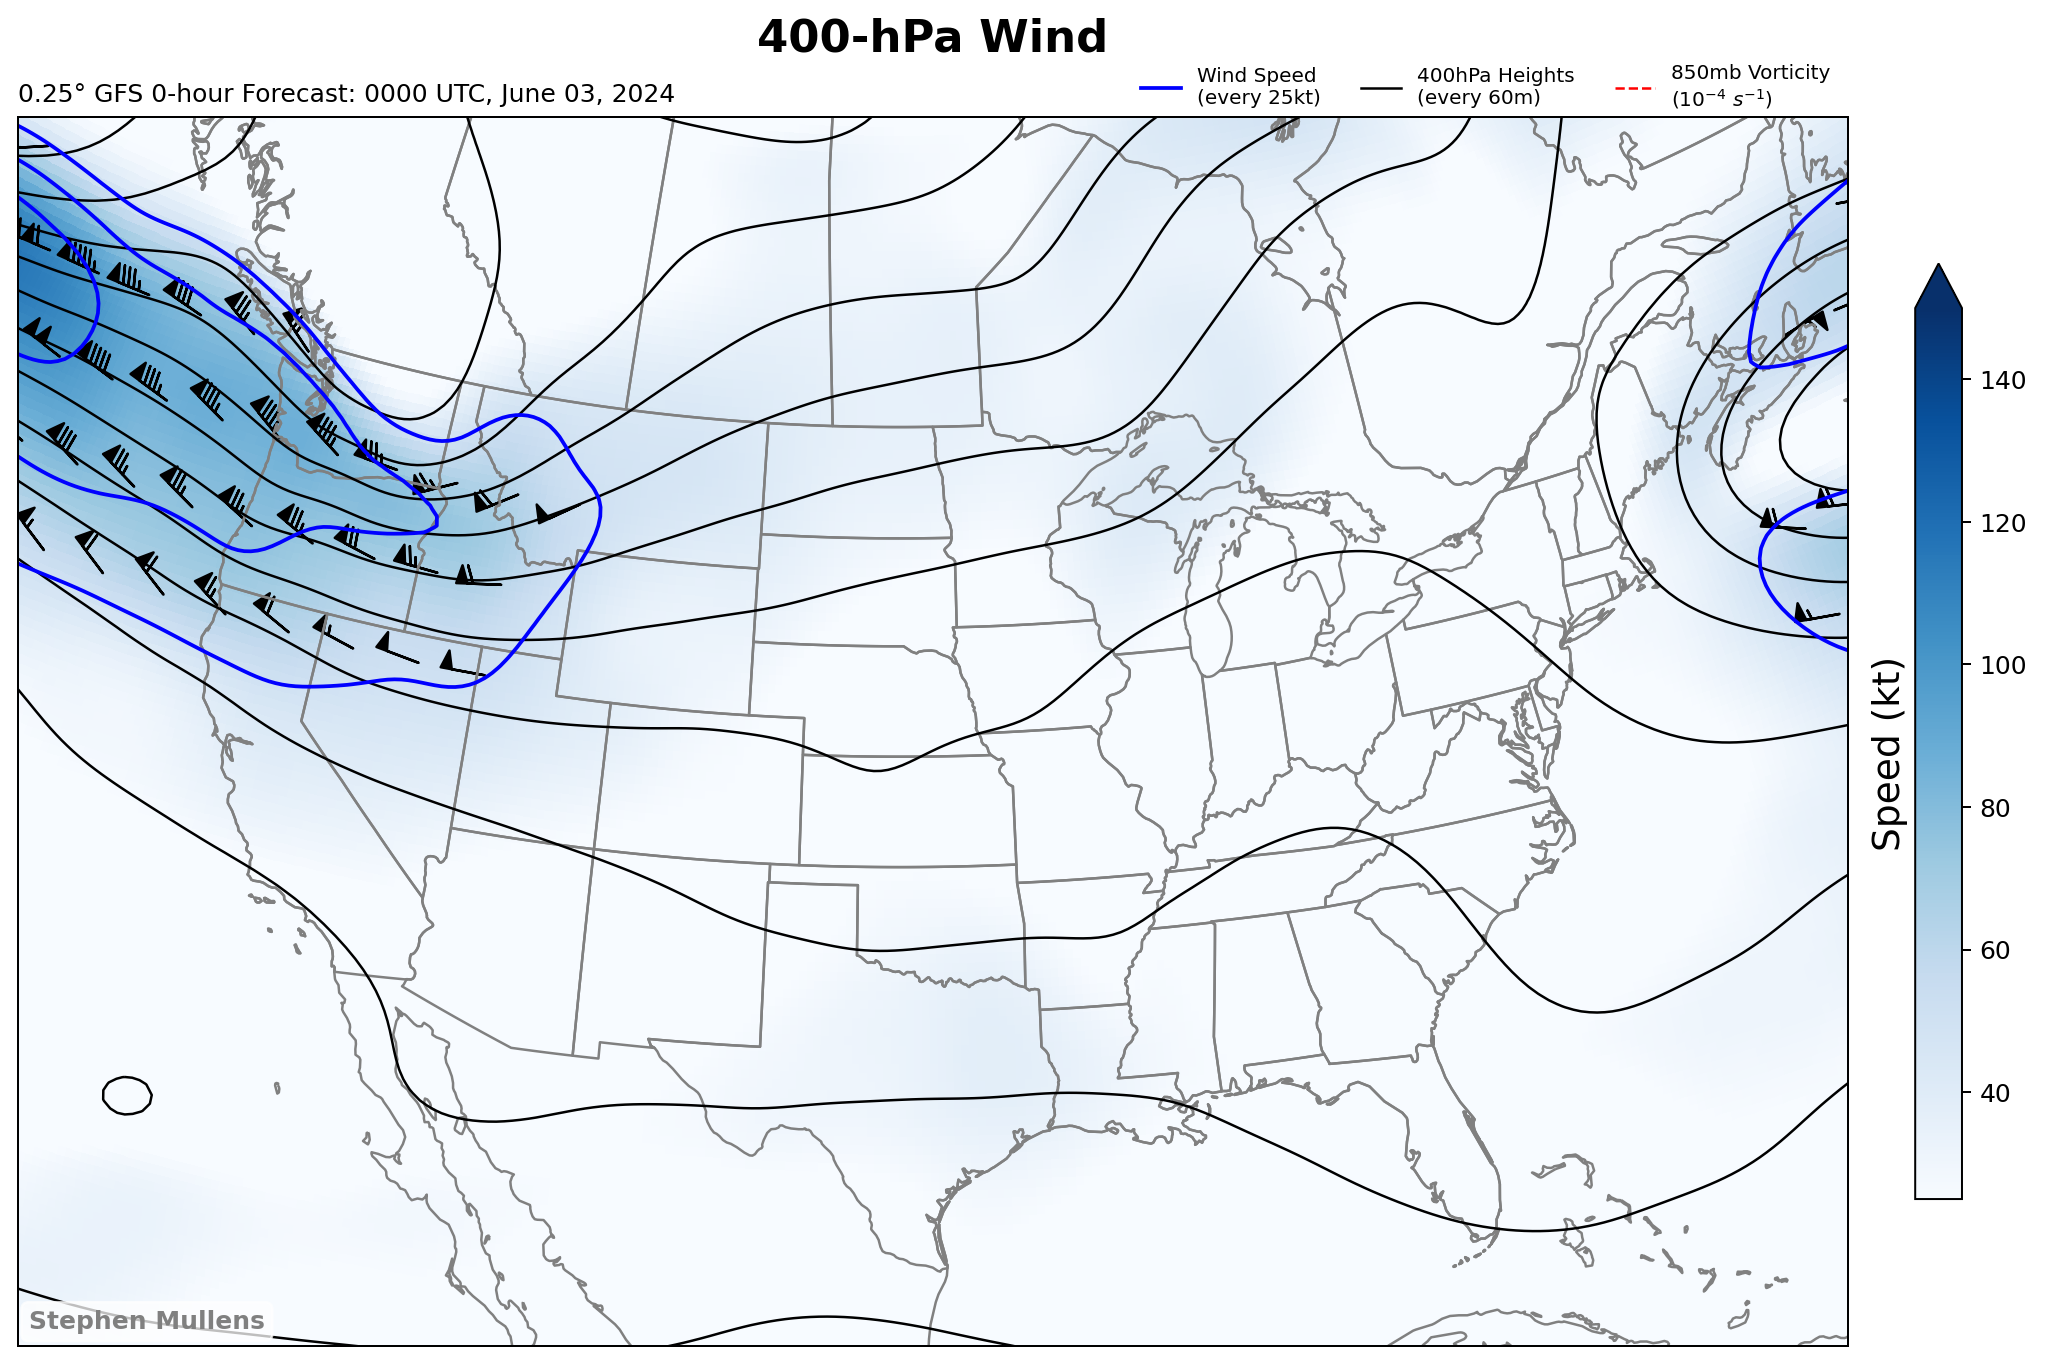 400-hPa Wind
0.25° GFS 0-hour Forecast: 0000 UTC, June 03, 2024
Wind Speed
(every 25kt)
400hPa Heights
(every 60m)
850mb Vorticity
(10⁻⁴ s⁻¹)
140
120
100
80
60
40
Speed (kt)
Stephen Mullens